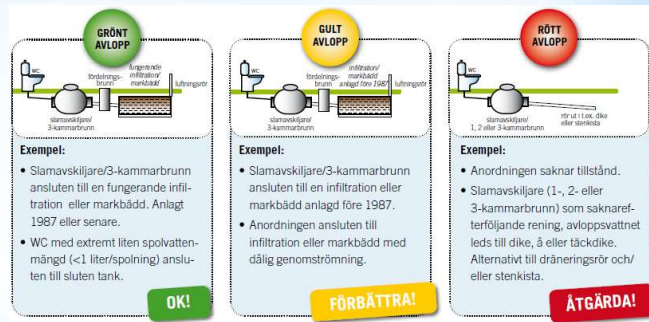 GRÖNT
AVLOPP
WC
fungerande
infiltration/
markbädd
fördelnings-
brunn
luftningsrör
slamavskiljare/
3-kammarbrunn
Exempel:
• Slamavskiljare/3-kammarbrunn
ansluten till en fungerande infil-
tration eller markbädd. Anlagt
1987 eller senare.
• WC med extremt liten spolvatten-
mängd (<1 liter/spolning) anslu-
ten till sluten tank.
OK!
GULT
AVLOPP
WC
infiltration/
markbädd
anlagd före 1987
fördelnings-
brunn
luftningsrör
slamavskiljare/
3-kammarbrunn
Exempel:
• Slamavskiljare/3-kammarbrunn
ansluten till en infiltration eller
markbädd anlagd före 1987.
• Anordningen ansluten till
infiltration eller markbädd med
dålig genomströmning.
FÖRBÄTTRA!
RÖTT
AVLOPP
WC
rör ut i t.ex. dike
eller stenkista
slamavskiljare/
1, 2 eller 3-kammarbrunn
Exempel:
• Anordningen saknar tillstånd.
• Slamavskiljare (1-, 2- eller
3-kammarbrunn) som saknaref-
terföljande rening, avloppsvattnet
leds till dike, å eller täckdike.
Alternativt till dräneringsrör och/
eller stenkista.
ÅTGÄRDA!